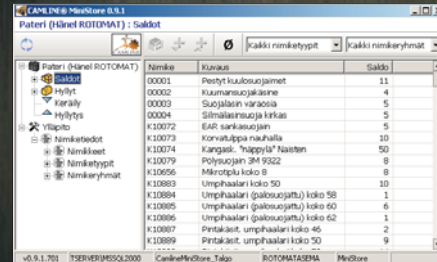 CAMLINE® MiniStore 0.9.1
Pateri (Hänel ROTOMAT) : Saldot
Ø Kaikki nimiketyypit Kaikki nimikeryhmät
Pateri (Hänel ROTOMAT)
Saldot
Hyllyt
Keräily
Hyllytys
Ylläpito
Nimiketiedot
Nimikkeet
Nimiketyypit
Nimikeryhmät
Nimike Kuvaus Saldo
00001 Pestyt kuulosuojaimet 11
00002 Kuumansuojakäsine 4
00003 Suojalasin varaosia 5
00004 Silmälasinsuoja kirkas 5
K10072 EAR sankasuojain 5
K10073 Korvatulppa nauhalla 10
K10074 Kangask. "näppylä" Naisten 50
K10079 Polysuojain 3M 9322 8
K10656 Mikrotiplu koko 8 8
K10883 Umpihaalari koko 50 10
K10884 Umpihaalari (palosuojattu) koko 58 1
K10885 Umpihaalari (palosuojattu) koko 60 6
K10886 Umpihaalari (palosuojattu) koko 62 1
K10887 Pintakäsit. umpihaalari koko 46 2
K10889 Pintakäsit. umpihaalari koko 50 9
v0.9.1.701 TSERVER\MSSQL2000 CamlineMiniStore_Talgo ROTOMATASEMA MiniStore